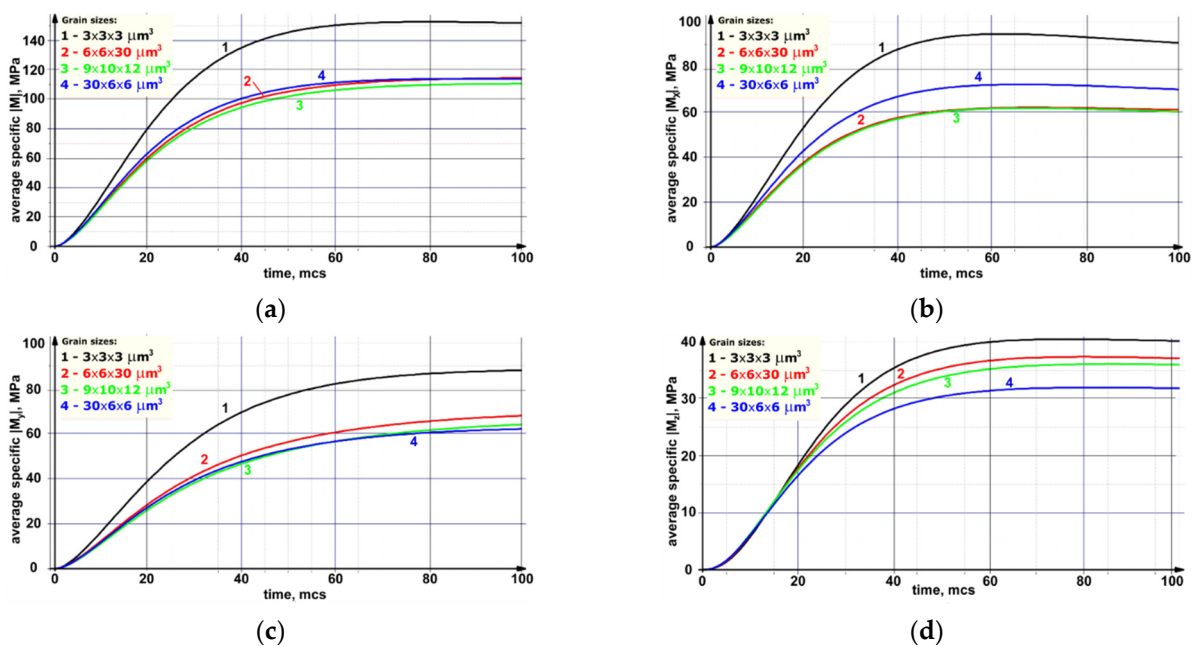 Grain sizes:
1 - 3x3x3 μm³
2 - 6x6x30 μm³
3 - 9x10x12 μm³
4 - 30x6x6 μm³
average specific |M|, MPa
140
120
100
80
60
40
20
0
1
2
3
4
0 20 40 60 80 100
time, mcs
(a)
Grain sizes:
1 - 3x3x3 μm³
2 - 6x6x30 μm³
3 - 9x10x12 μm³
4 - 30x6x6 μm³
average specific |Mx|, MPa
100
80
60
40
20
0
1
4
2
3
0 20 40 60 80 100
time, mcs
(b)
Grain sizes:
1 - 3x3x3 μm³
2 - 6x6x30 μm³
3 - 9x10x12 μm³
4 - 30x6x6 μm³
average specific |My|, MPa
100
80
60
40
20
0
1
2
3
4
0 20 40 60 80 100
time, mcs
(c)
Grain sizes:
1 - 3x3x3 μm³
2 - 6x6x30 μm³
3 - 9x10x12 μm³
4 - 30x6x6 μm³
average specific |Mz|, MPa
40
30
20
10
0
1
2
3
4
0 20 40 60 80 100
time, mcs
(d)